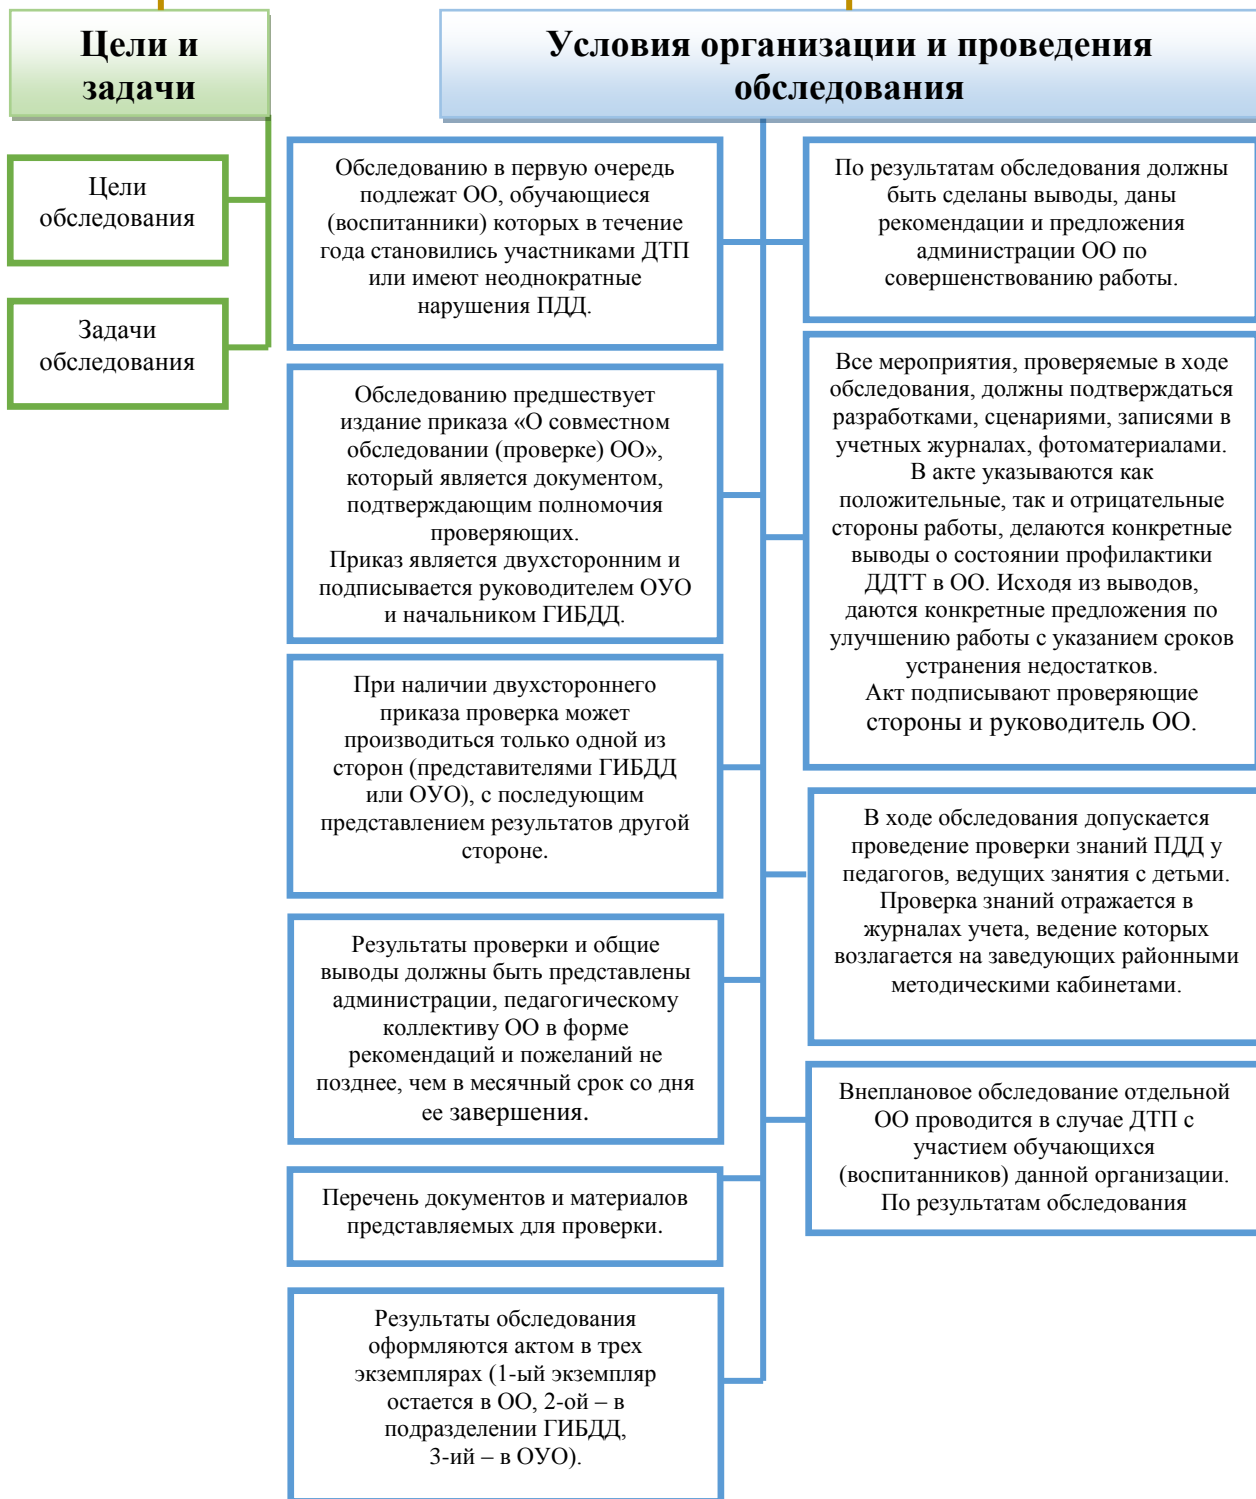 Цели и
задачи
Условия организации и проведения
обследования
Цели
обследования
Задачи
обследования
Обследованию в первую очередь
подлежат ОО, обучающиеся
(воспитанники) которых в течение
года становились участниками ДТП
или имеют неоднократные
нарушения ПДД.
Обследованию предшествует
издание приказа «О совместном
обследовании (проверке) ОО»,
который является документом,
подтверждающим полномочия
проверяющих.
Приказ является двухсторонним и
подписывается руководителем ОУО
и начальником ГИБДД.
При наличии двухстороннего
приказа проверка может
производиться только одной из
сторон (представителями ГИБДД
или ОУО), с последующим
представлением результатов другой
стороне.
Результаты проверки и общие
выводы должны быть представлены
администрации, педагогическому
коллективу ОО в форме
рекомендаций и пожеланий не
позднее, чем в месячный срок со дня
ее завершения.
Перечень документов и материалов
представляемых для проверки.
Результаты обследования
оформляются актом в трех
экземплярах (1-ый экземпляр
остается в ОО, 2-ой – в
подразделении ГИБДД,
3-ий – в ОУО).
По результатам обследования должны
быть сделаны выводы, даны
рекомендации и предложения
администрации ОО по
совершенствованию работы.
Все мероприятия, проверяемые в ходе
обследования, должны подтверждаться
разработками, сценариями, записями в
учетных журналах, фотоматериалами.
В акте указываются как
положительные, так и отрицательные
стороны работы, делаются конкретные
выводы о состоянии профилактики
ДДТТ в ОО. Исходя из выводов,
даются конкретные предложения по
улучшению работы с указанием сроков
устранения недостатков.
Акт подписывают проверяющие
стороны и руководитель ОО.
В ходе обследования допускается
проведение проверки знаний ПДД у
педагогов, ведущих занятия с детьми.
Проверка знаний отражается в
журналах учета, ведение которых
возлагается на заведующих районными
методическими кабинетами.
Внеплановое обследование отдельной
ОО проводится в случае ДТП с
участием обучающихся
(воспитанников) данной организации.
По результатам обследования